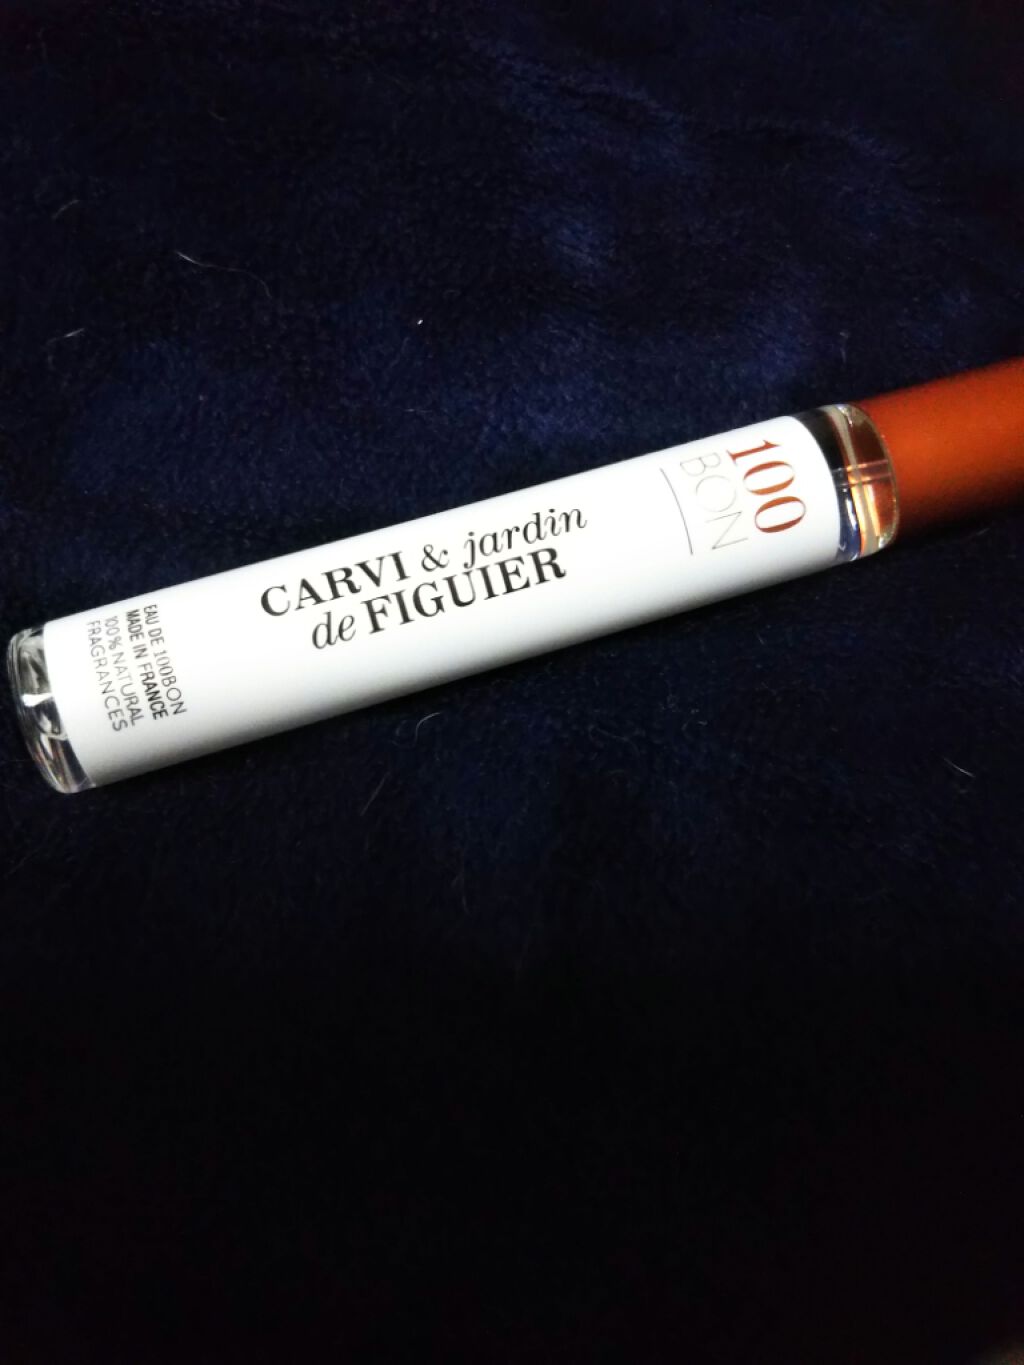 100
BON
CARVI & jardin
de FIGUIER
EAU DE 100BON
MADE IN FRANCE
100% NATURAL
FRAGRANCES